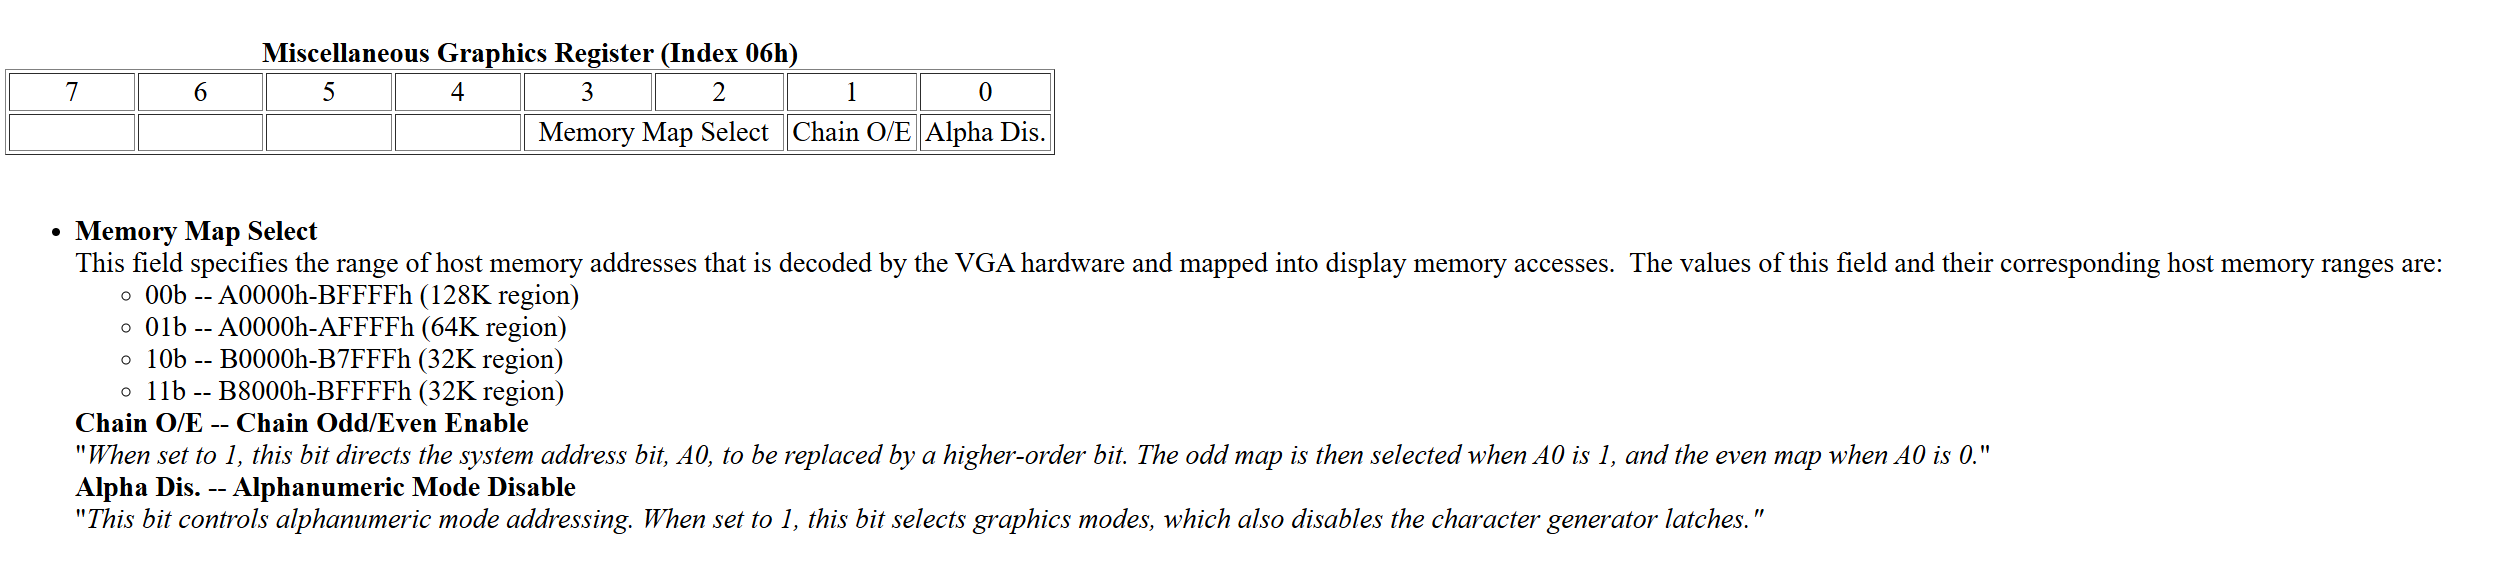 Miscellaneous Graphics Register (Index 06h)
7 6 5 4 3 2 1 0
Memory Map Select Chain O/E Alpha Dis.
• Memory Map Select
This field specifies the range of host memory addresses that is decoded by the VGA hardware and mapped into display memory accesses.  The values of this field and their corresponding host memory ranges are:
○ 00b -- A0000h-BFFFFh (128K region)
○ 01b -- A0000h-AFFFFh (64K region)
○ 10b -- B0000h-B7FFFh (32K region)
○ 11b -- B8000h-BFFFFh (32K region)
Chain O/E -- Chain Odd/Even Enable
"When set to 1, this bit directs the system address bit, A0, to be replaced by a higher-order bit. The odd map is then selected when A0 is 1, and the even map when A0 is 0."
Alpha Dis. -- Alphanumeric Mode Disable
"This bit controls alphanumeric mode addressing. When set to 1, this bit selects graphics modes, which also disables the character generator latches."